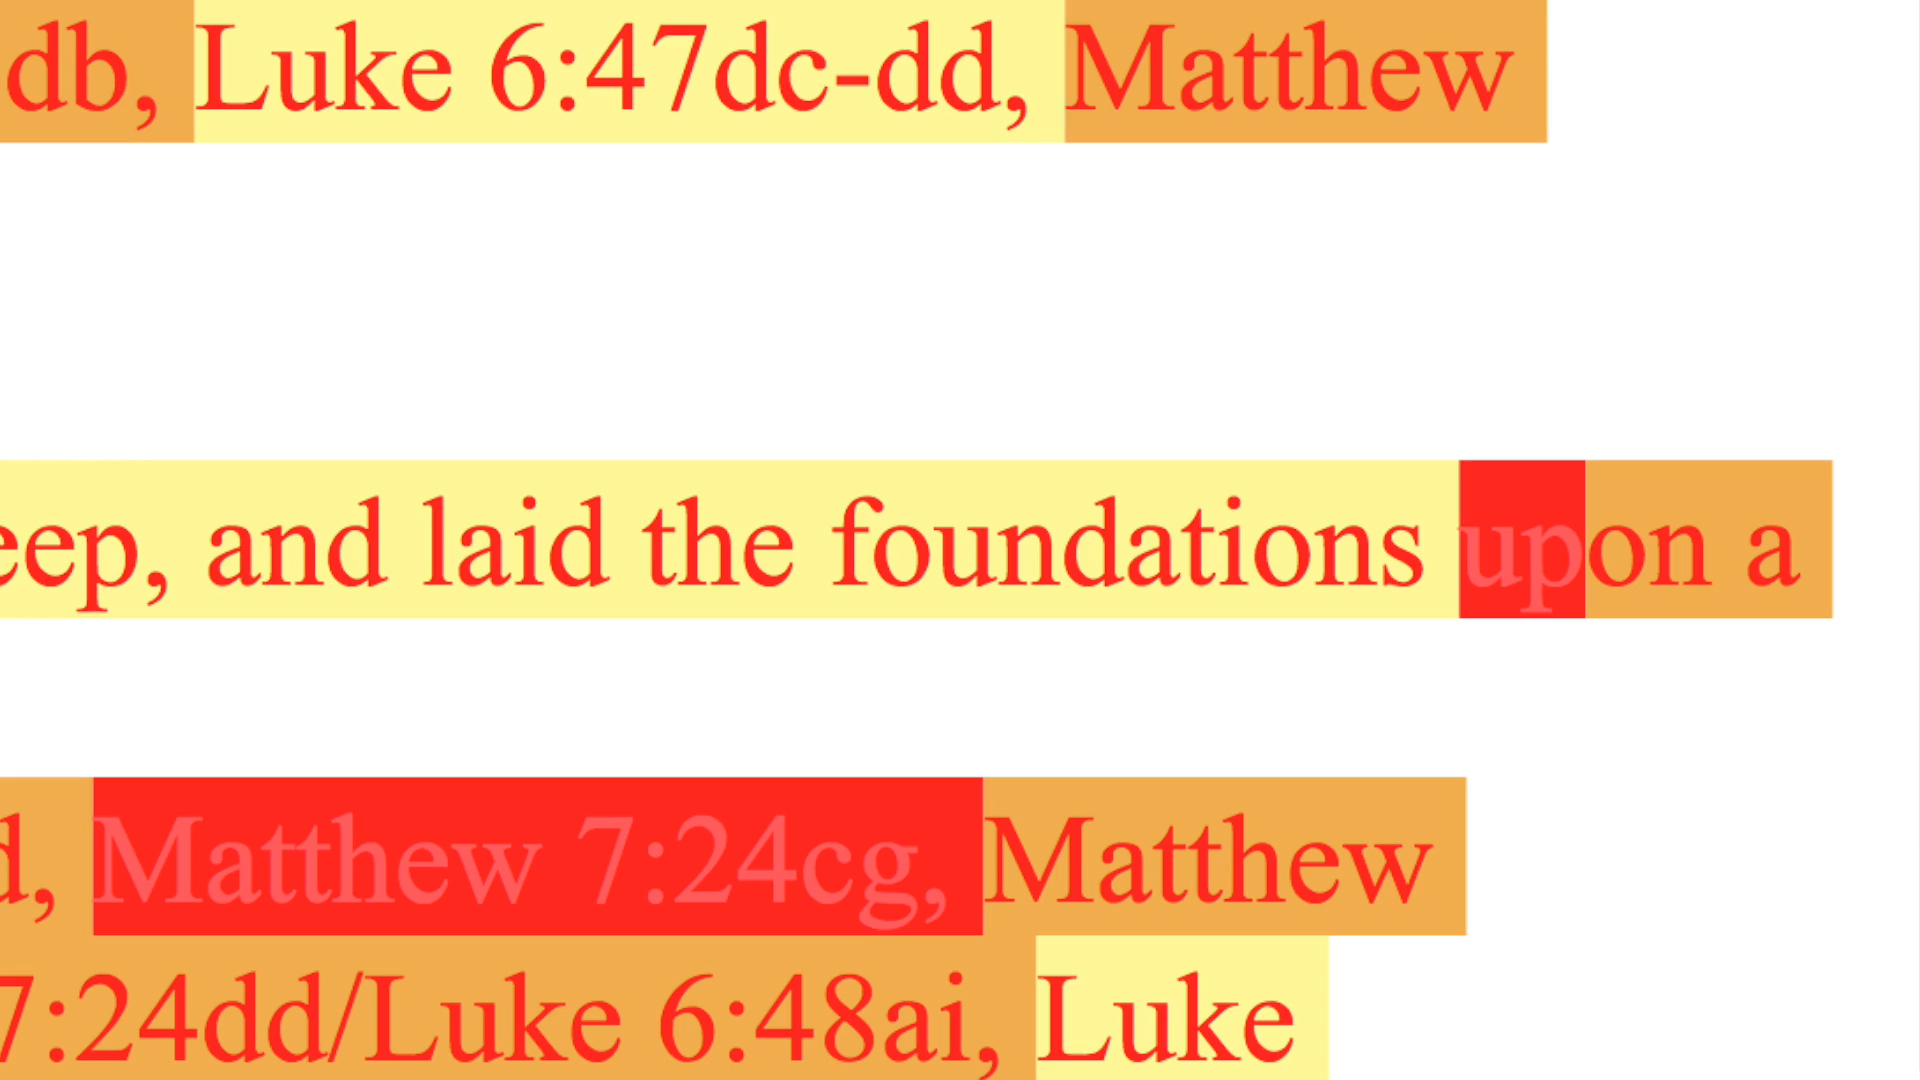 db, Luke 6:47dc-dd, Matthew
eep, and laid the foundations upon a
d, Matthew 7:24cg, Matthew
7:24dd/Luke 6:48ai, Luke